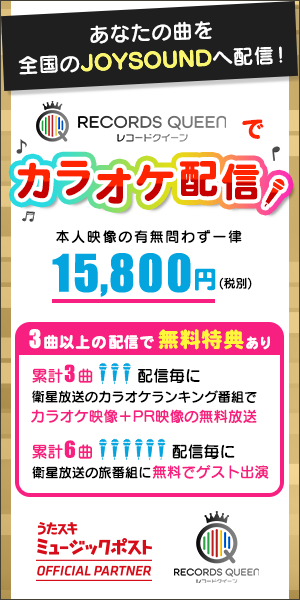 あなたの曲を
全国のJOYSOUNDへ配信！
RECORDS QUEEN で
レコードクイーン
カラオケ配信
本人映像の有無問わず一律
15,800円(税別)
3曲以上の配信で 無料特典あり
累計3曲 配信毎に
衛星放送のカラオケランキング番組で
カラオケ映像＋PR映像の無料放送
累計6曲 配信毎に
衛星放送の旅番組に無料でゲスト出演
うたスキ
ミュージックポスト
OFFICIAL PARTNER
RECORDS QUEEN
レコードクイーン